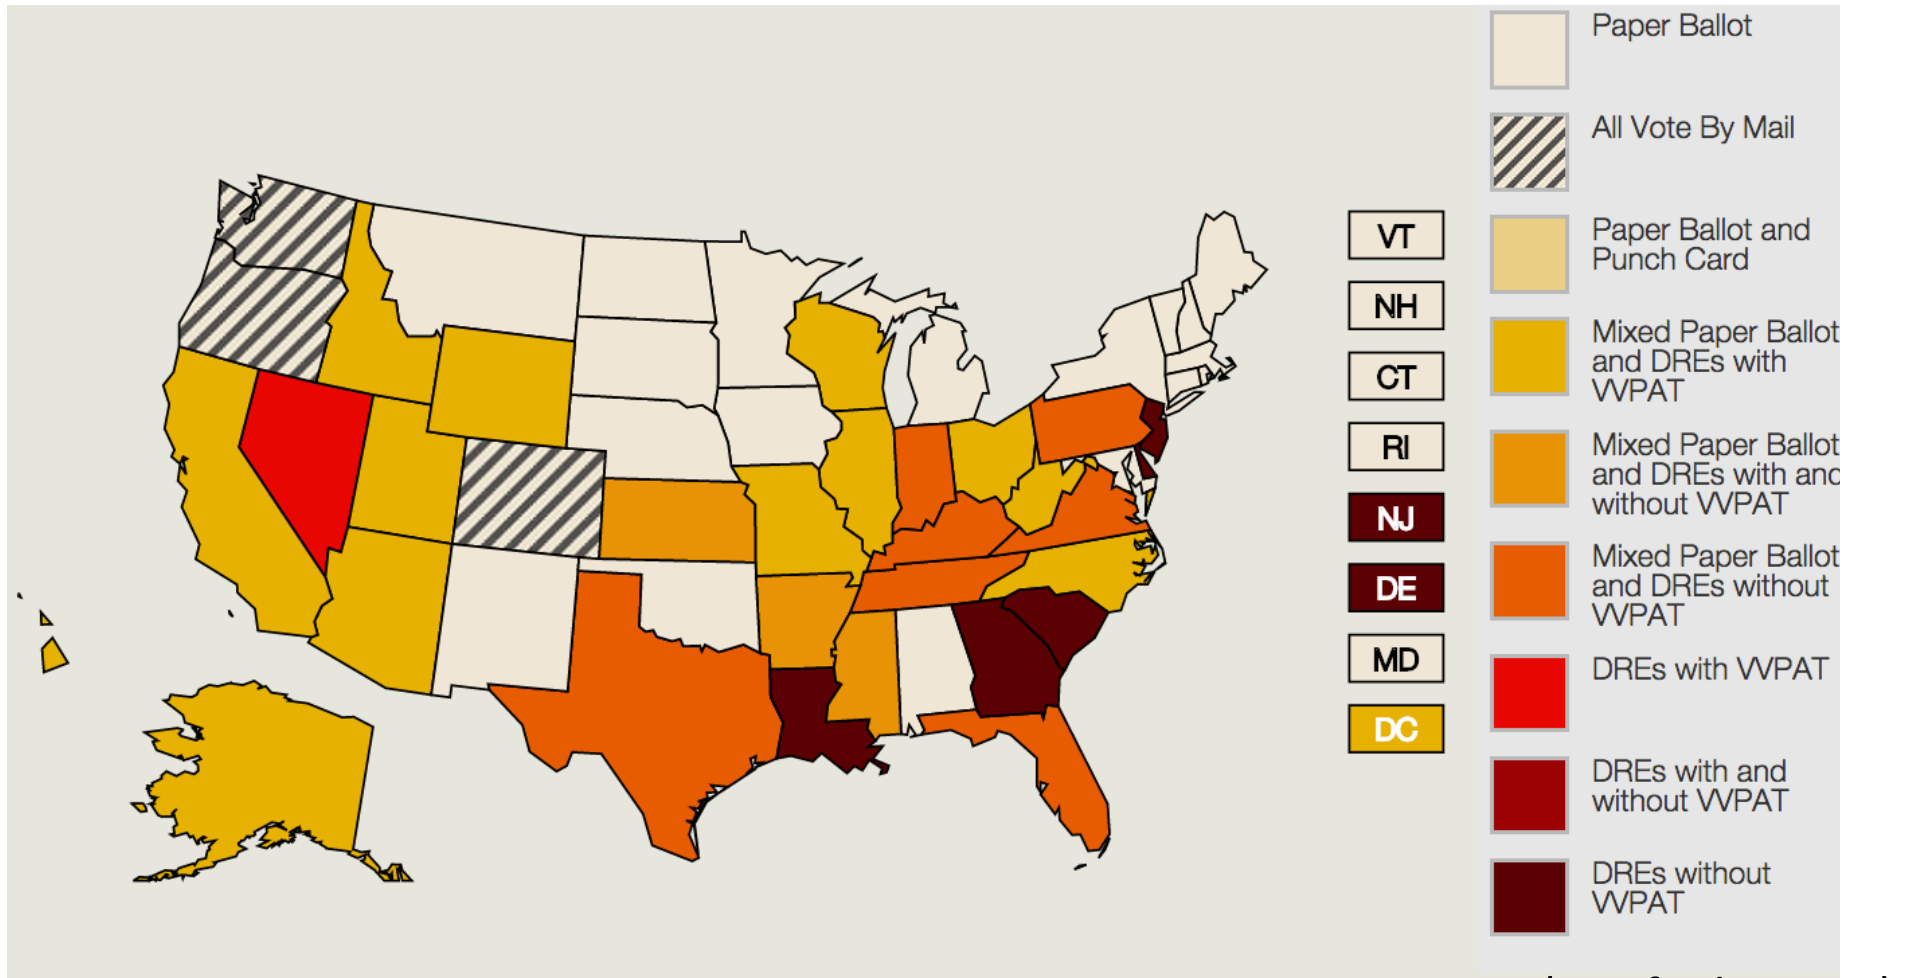 VT
NH
CT
RI
NJ
DE
MD
DC
Paper Ballot
All Vote By Mail
Paper Ballot and
Punch Card
Mixed Paper Ballot
and DREs with
VVPAT
Mixed Paper Ballot
and DREs with and
without VVPAT
Mixed Paper Ballot
and DREs without
VVPAT
DREs with VVPAT
DREs with and
without VVPAT
DREs without
VVPAT